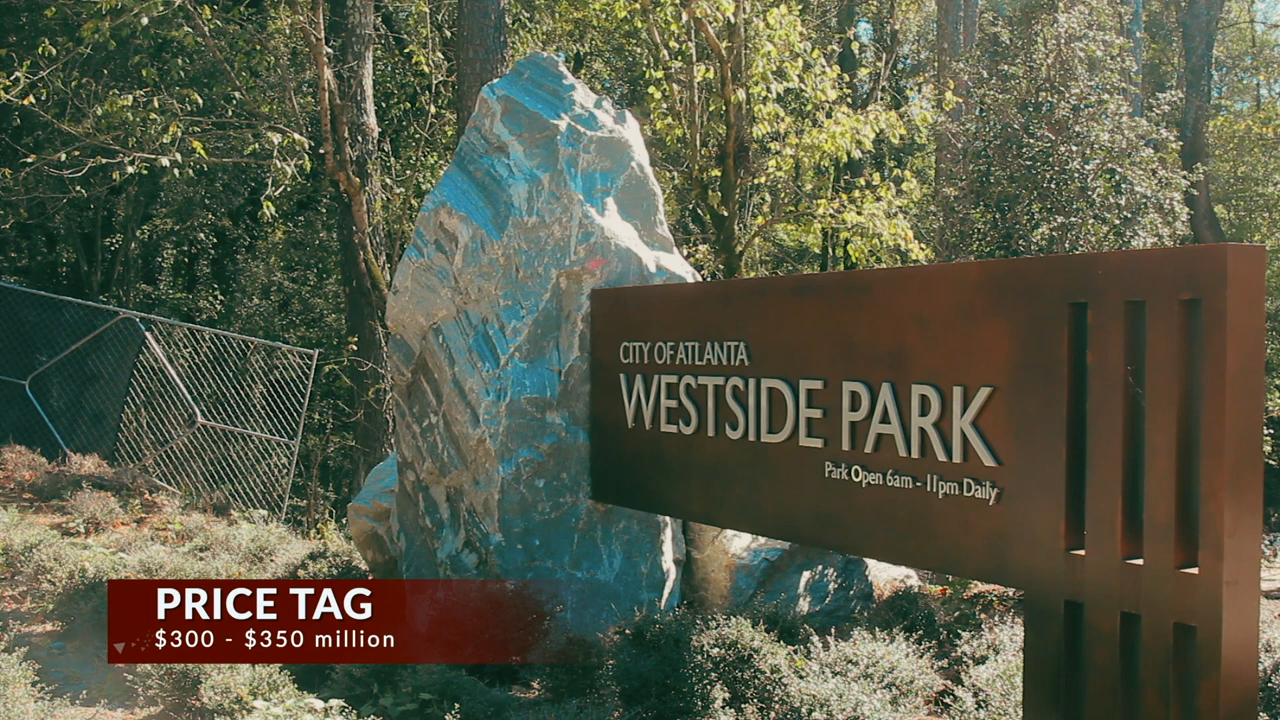 CITY OF ATLANTA
WESTSIDE PARK
Park Open 6am - 11pm Daily
PRICE TAG
$300 - $350 million